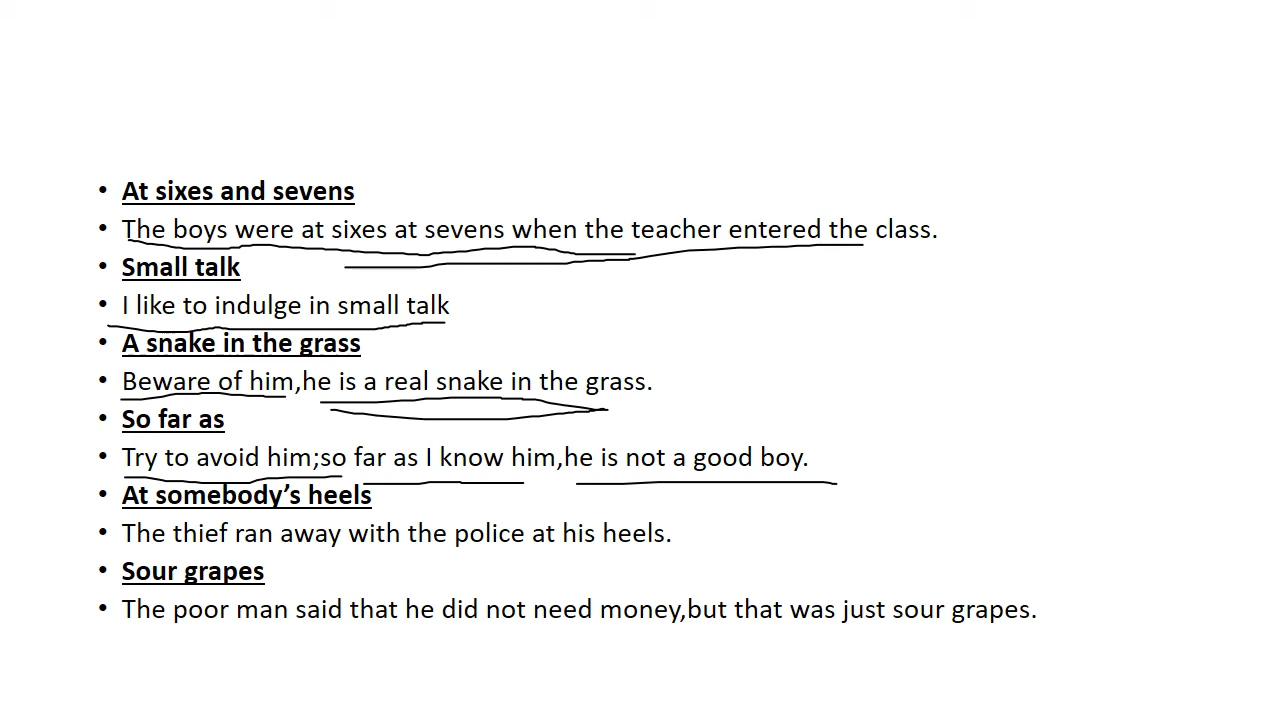 • At sixes and sevens
• The boys were at sixes at sevens when the teacher entered the class.
• Small talk
• I like to indulge in small talk
• A snake in the grass
• Beware of him,he is a real snake in the grass.
• So far as
• Try to avoid him;so far as I know him,he is not a good boy.
• At somebody’s heels
• The thief ran away with the police at his heels.
• Sour grapes
• The poor man said that he did not need money,but that was just sour grapes.